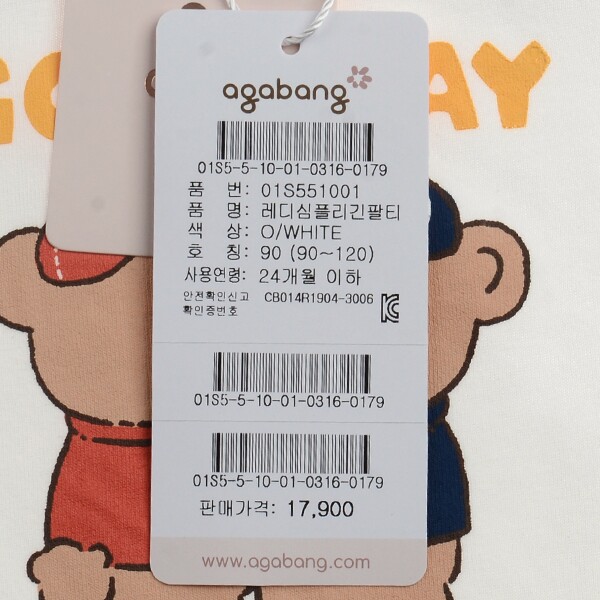 GO
AY
agabang
01S5-5-10-01-0316-0179
품 번: 01S551001
품 명: 레디심플리긴팔티
색 상: O/WHITE
호 칭: 90 (90~120)
사용연령: 24개월 이하
안전확인신고 CB014R1904-3006
확인증번호
01S5-5-10-01-0316-0179
01S5-5-10-01-0316-0179
판매가격: 17,900
www.agabang.com